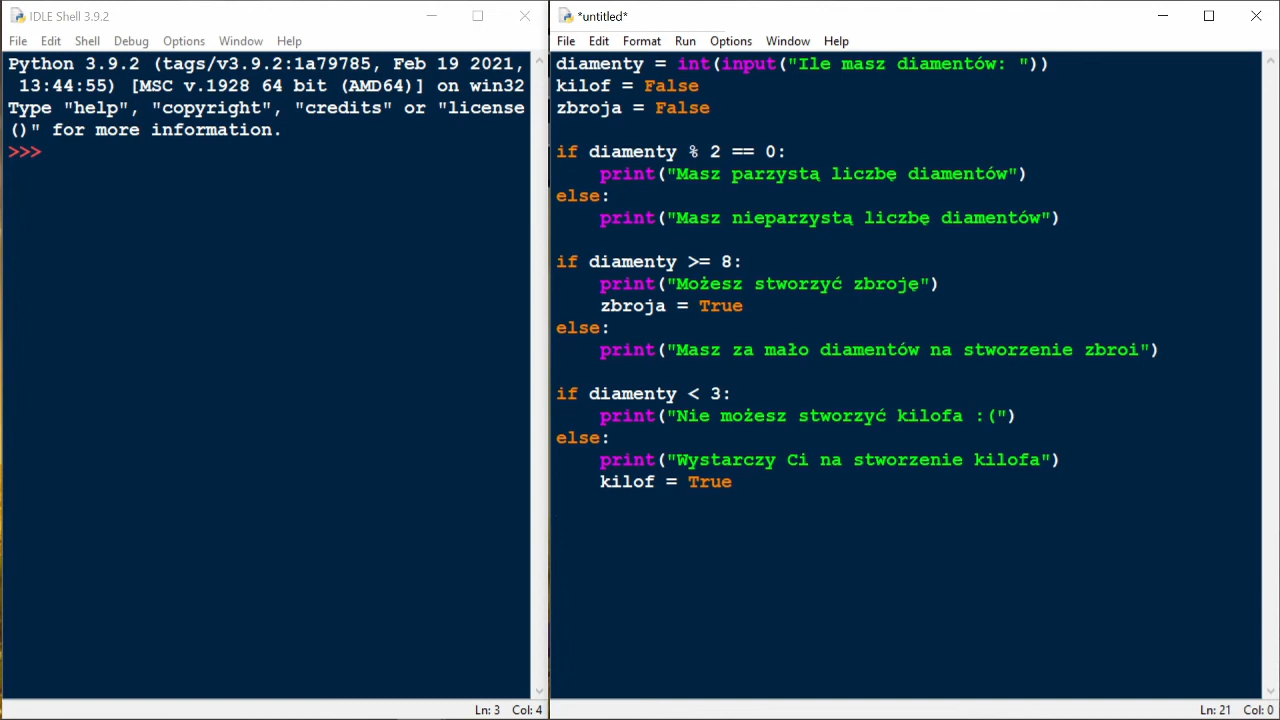 IDLE Shell 3.9.2
File Edit Shell Debug Options Window Help
Python 3.9.2 (tags/v3.9.2:1a79785, Feb 19 2021,
 13:44:55) [MSC v.1928 64 bit (AMD64)] on win32
Type "help", "copyright", "credits" or "license
()" for more information.
>>>
Ln: 3 Col: 4
*untitled*
File Edit Format Run Options Window Help
diamenty = int(input("Ile masz diamentów: "))
kilof = False
zbroja = False
if diamenty % 2 == 0:
    print("Masz parzystą liczbę diamentów")
else:
    print("Masz nieparzystą liczbę diamentów")
if diamenty >= 8:
    print("Możesz stworzyć zbroję")
    zbroja = True
else:
    print("Masz za mało diamentów na stworzenie zbroi")
if diamenty < 3:
    print("Nie możesz stworzyć kilofa :(")
else:
    print("Wystarczy Ci na stworzenie kilofa")
    kilof = True
Ln: 21 Col: 0